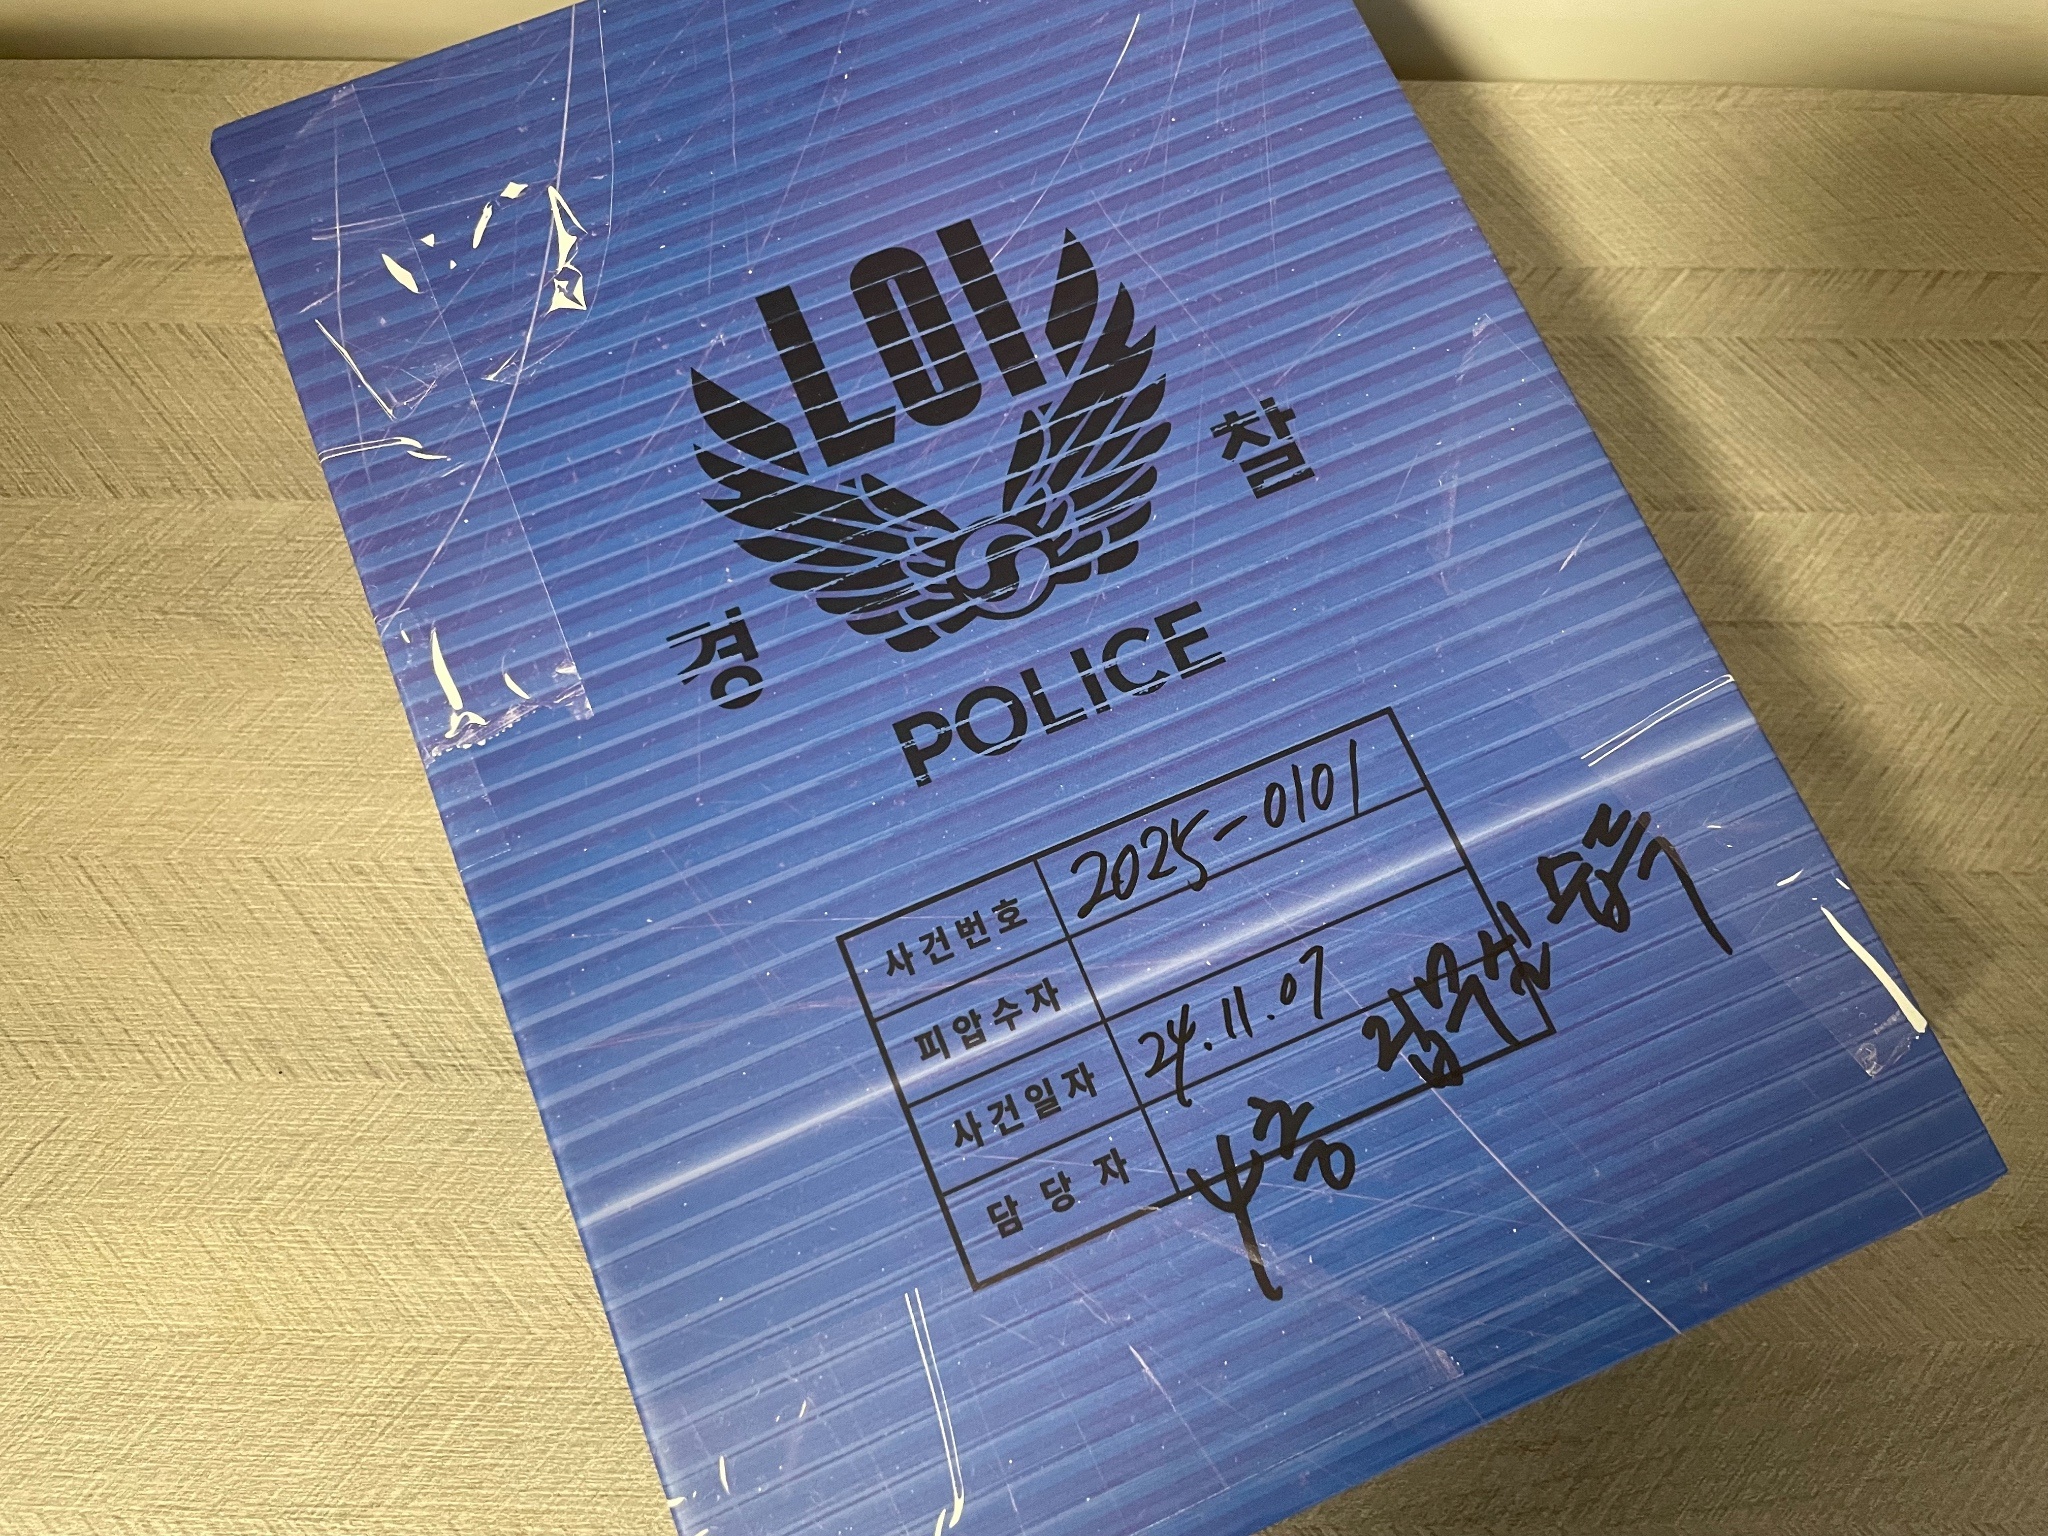 LOI
경 찰
POLICE
사건번호 2025-0101
피압수자
사건일자 24.11.07
담당자